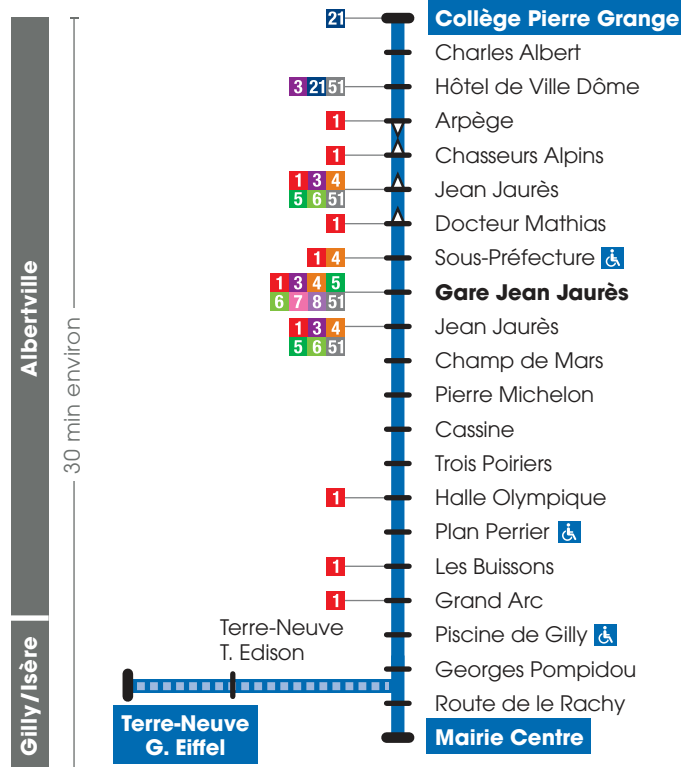 21
Collège Pierre Grange
Charles Albert
3 21 51
Hôtel de Ville Dôme
1
Arpège
1
Chasseurs Alpins
1 3 4
5 6 51
Jean Jaurès
1
Docteur Mathias
1 4
Sous-Préfecture
1 3 4 5
6 7 8 51
Gare Jean Jaurès
1 3 4
5 6 51
Jean Jaurès
Champ de Mars
Pierre Michelon
Cassine
Trois Poiriers
1
Halle Olympique
Plan Perrier
1
Les Buissons
1
Grand Arc
Piscine de Gilly
Georges Pompidou
Route de le Rachy
Mairie Centre
Terre-Neuve
T. Edison
Terre-Neuve
G. Eiffel
Albertville
Gilly/Isère
30 min environ